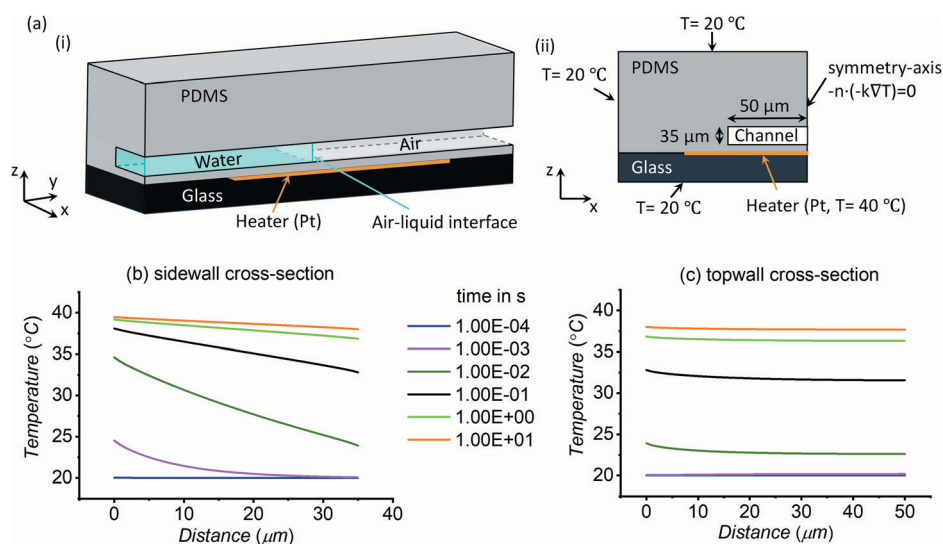 (a)
(i)
PDMS
Water
Air
Glass
Heater (Pt)
Air-liquid interface
z
y
x
(ii)
T= 20 °C
T= 20 °C
PDMS
symmetry-axis
-n·(-k∇T)=0
50 µm
35 µm
Channel
Glass
T= 20 °C
Heater (Pt, T= 40 °C)
z
x
(b) sidewall cross-section
Temperature (°C)
40
35
30
25
20
0
10
20
30
40
Distance (µm)
time in s
1.00E-04
1.00E-03
1.00E-02
1.00E-01
1.00E+00
1.00E+01
(c) topwall cross-section
Temperature (°C)
40
35
30
25
20
0
10
20
30
40
50
Distance (µm)